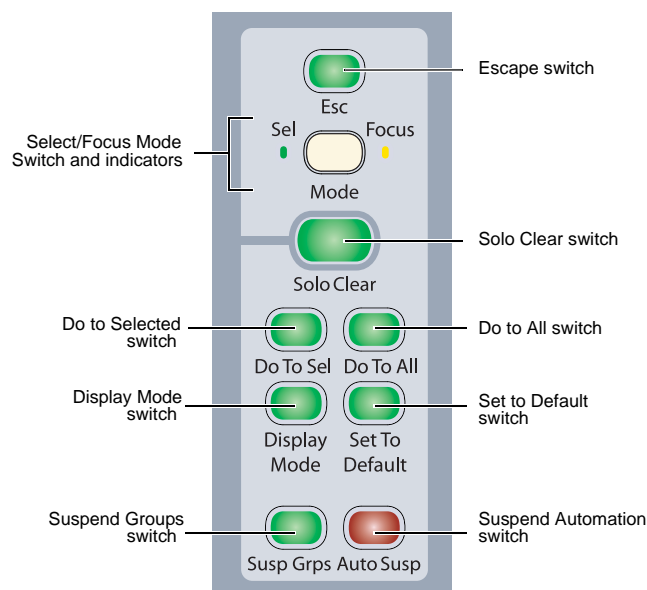 Escape switch
Esc
Select/Focus Mode
Switch and indicators
Sel
Focus
Mode
Solo Clear switch
Solo Clear
Do to Selected
switch
Do to All switch
Do To Sel
Do To All
Display Mode
switch
Set to Default
switch
Display
Mode
Set To
Default
Suspend Groups
switch
Suspend Automation
switch
Susp Grps
Auto Susp